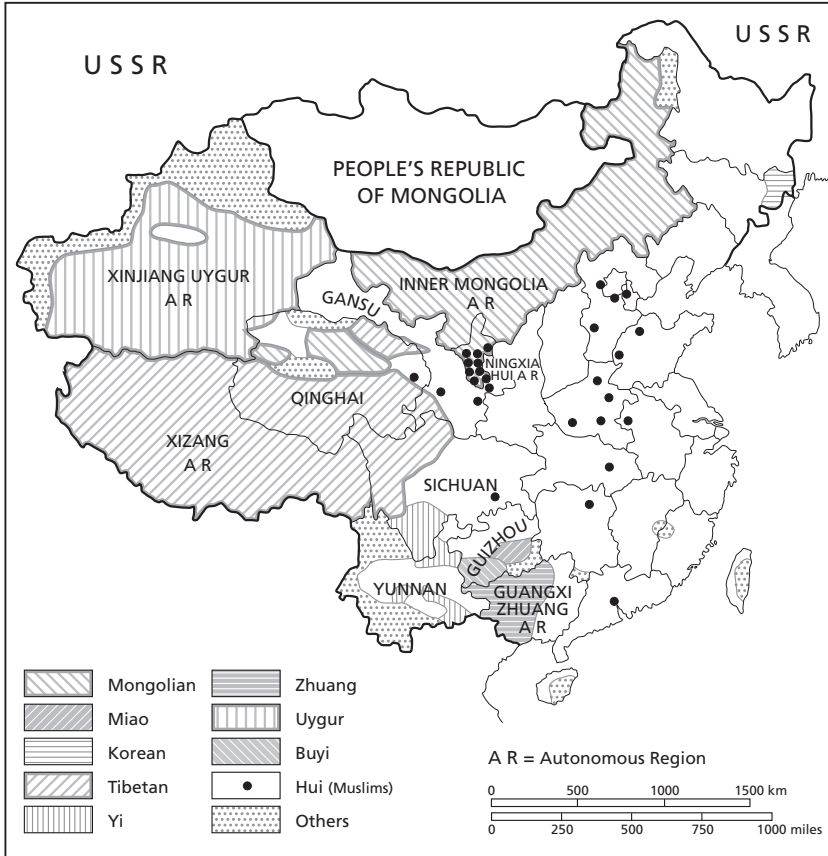 U S S R
U S S R
PEOPLE'S REPUBLIC
OF MONGOLIA
XINJIANG UYGUR
A R
GANSU
INNER MONGOLIA
A R
NINGXIA
HUI A R
QINGHAI
XIZANG
A R
SICHUAN
GUIZHOU
YUNNAN
GUANGXI
ZHUANG
A R
Mongolian
Miao
Korean
Tibetan
Yi
Zhuang
Uygur
Buyi
Hui (Muslims)
Others
A R = Autonomous Region
0 500 1000 1500 km
0 250 500 750 1000 miles